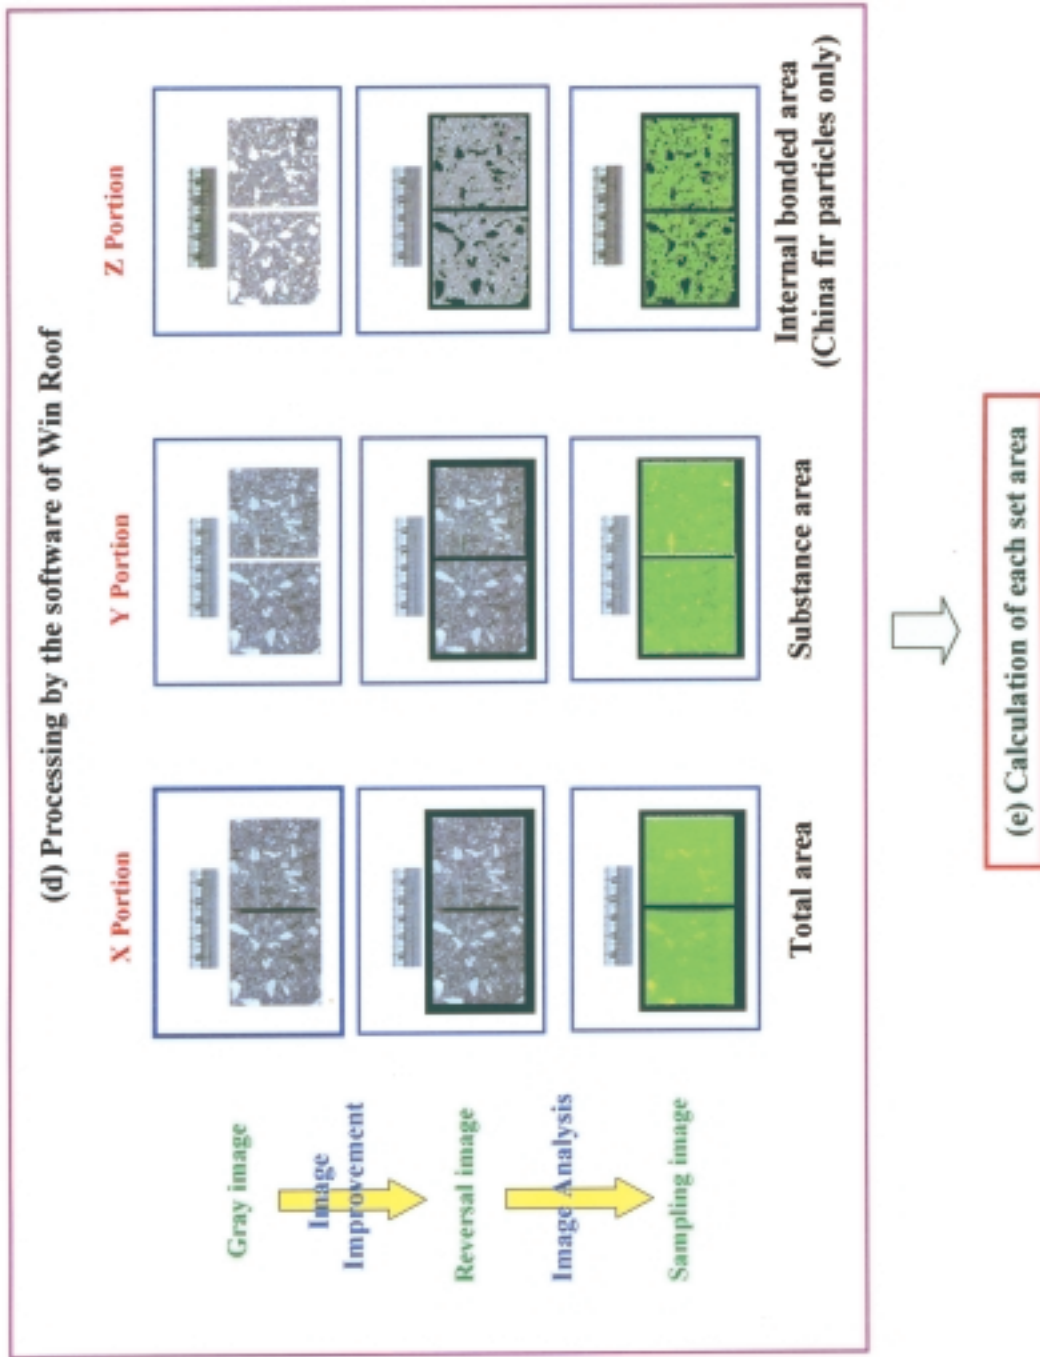 (d) Processing by the software of Win Roof
X Portion
Y Portion
Z Portion
Gray image
Image
Improvement
Reversal image
Image Analysis
Sampling image
Total area
Substance area
Internal bonded area
(China fir particles only)
(e) Calculation of each set area